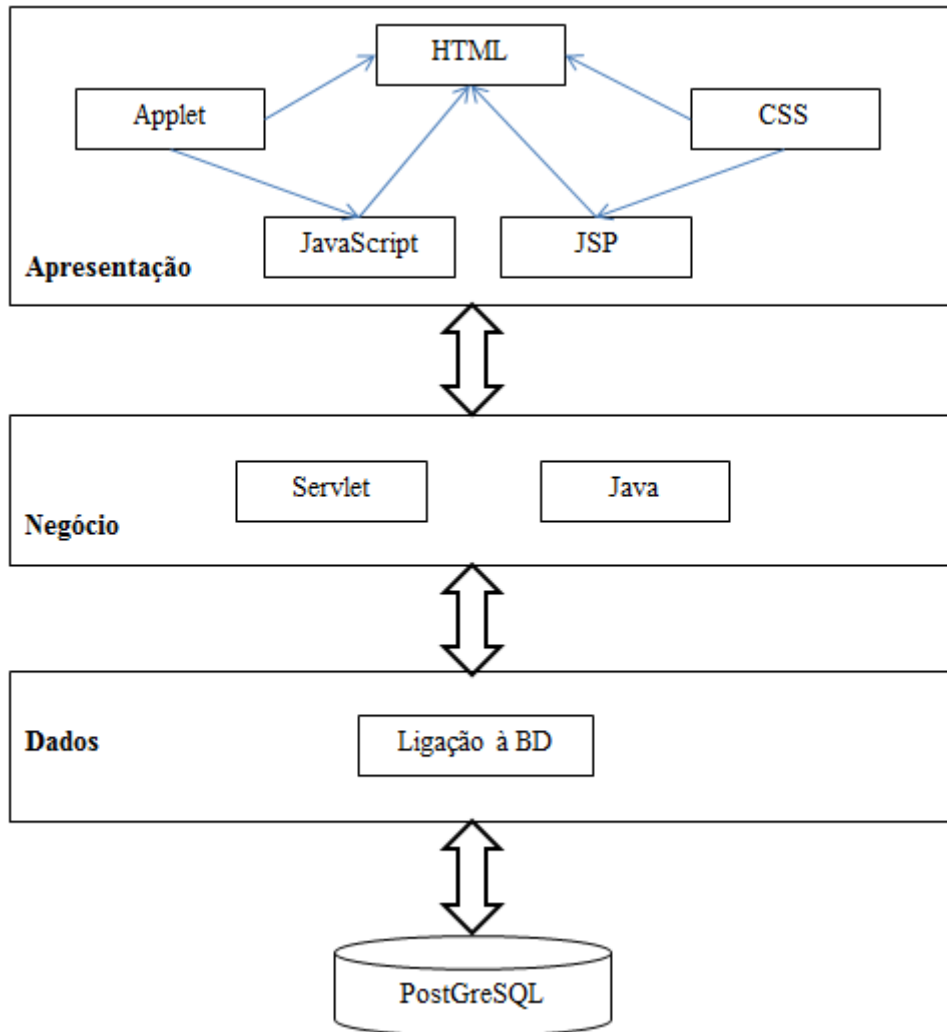 HTML
Applet
CSS
JavaScript
JSP
Apresentação
Servlet
Java
Negócio
Dados
Ligação à BD
PostGreSQL